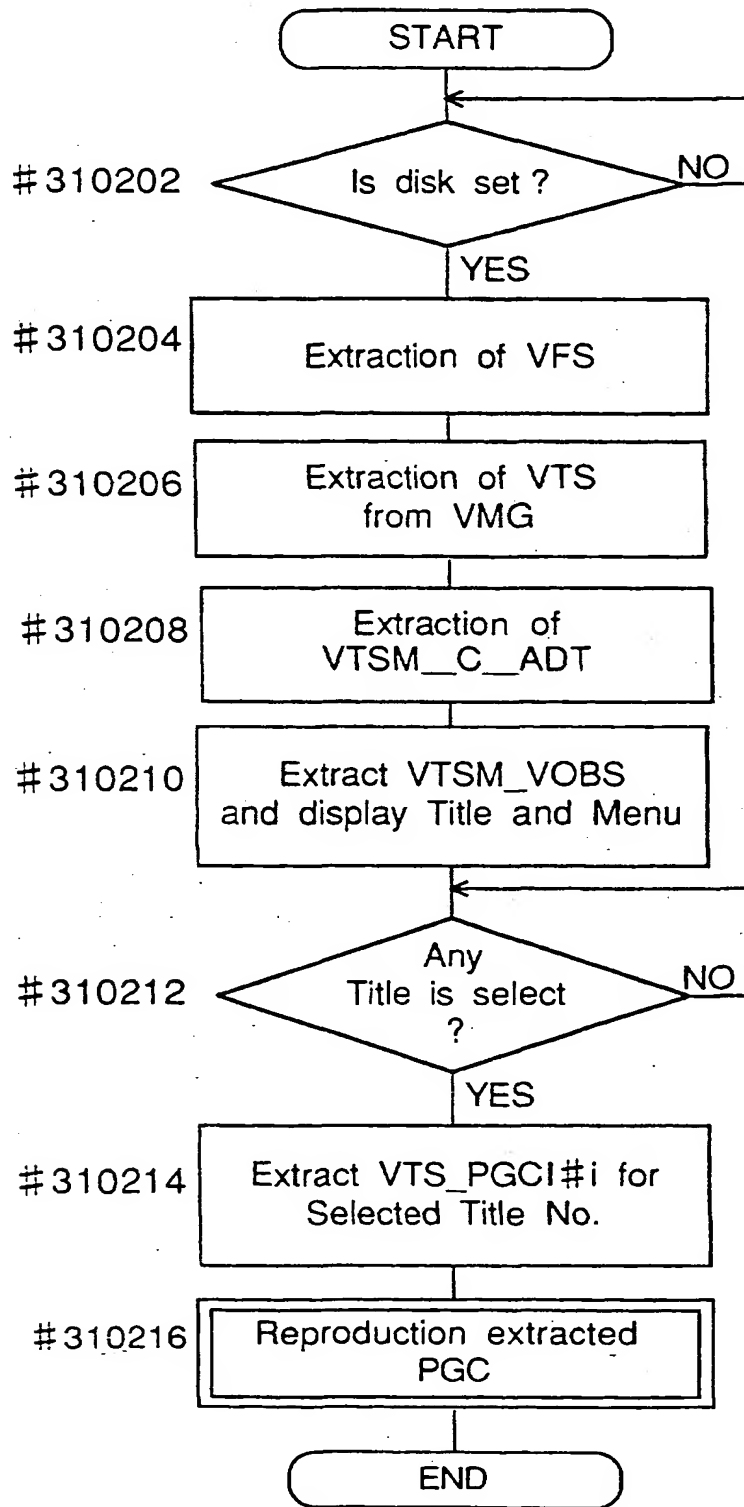 START
#310202
Is disk set ?
NO
YES
#310204
Extraction of VFS
#310206
Extraction of VTS
from VMG
#310208
Extraction of
VTSM__C__ADT
#310210
Extract VTSM_VOBS
and display Title and Menu
#310212
Any
Title is select
?
NO
YES
#310214
Extract VTS_PGCI#i for
Selected Title No.
#310216
Reproduction extracted
PGC
END